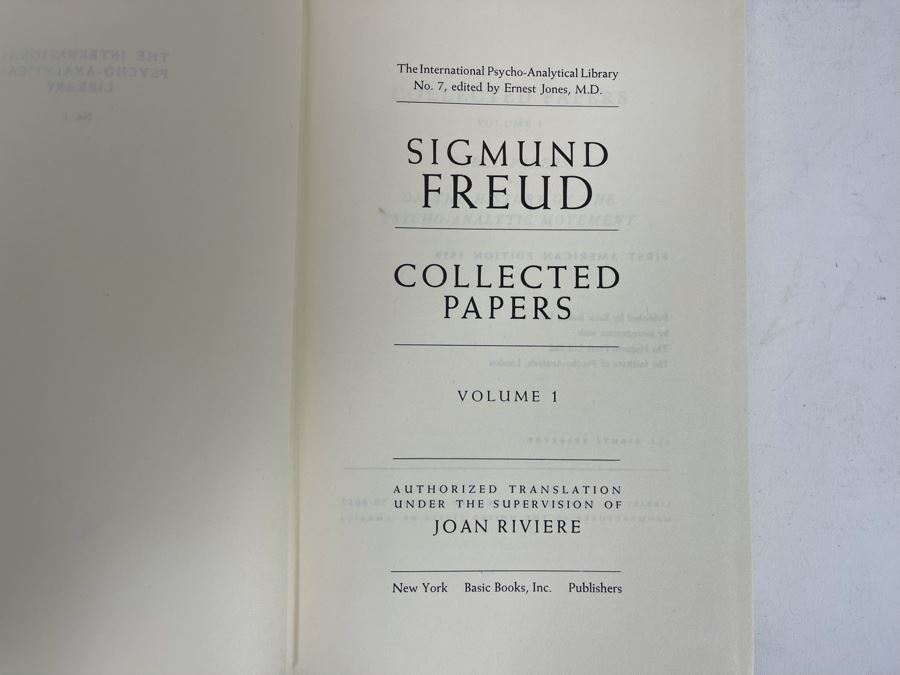 The International Psycho-Analytical Library
No. 7, edited by Ernest Jones, M.D.
SIGMUND
FREUD
COLLECTED
PAPERS
VOLUME 1
AUTHORIZED TRANSLATION
UNDER THE SUPERVISION OF
JOAN RIVIERE
New York Basic Books, Inc. Publishers